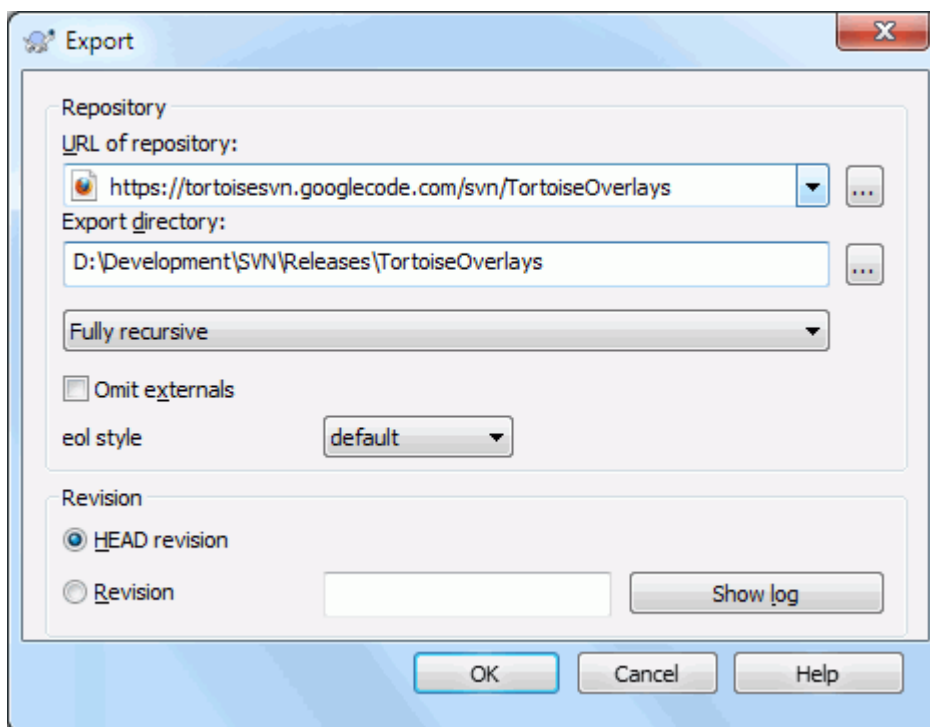 Export
Repository
URL of repository:
https://tortoisesvn.googlecode.com/svn/TortoiseOverlays
...
Export directory:
D:\Development\SVN\Releases\TortoiseOverlays
...
Fully recursive
Omit externals
eol style default
Revision
HEAD revision
Revision Show log
OK Cancel Help